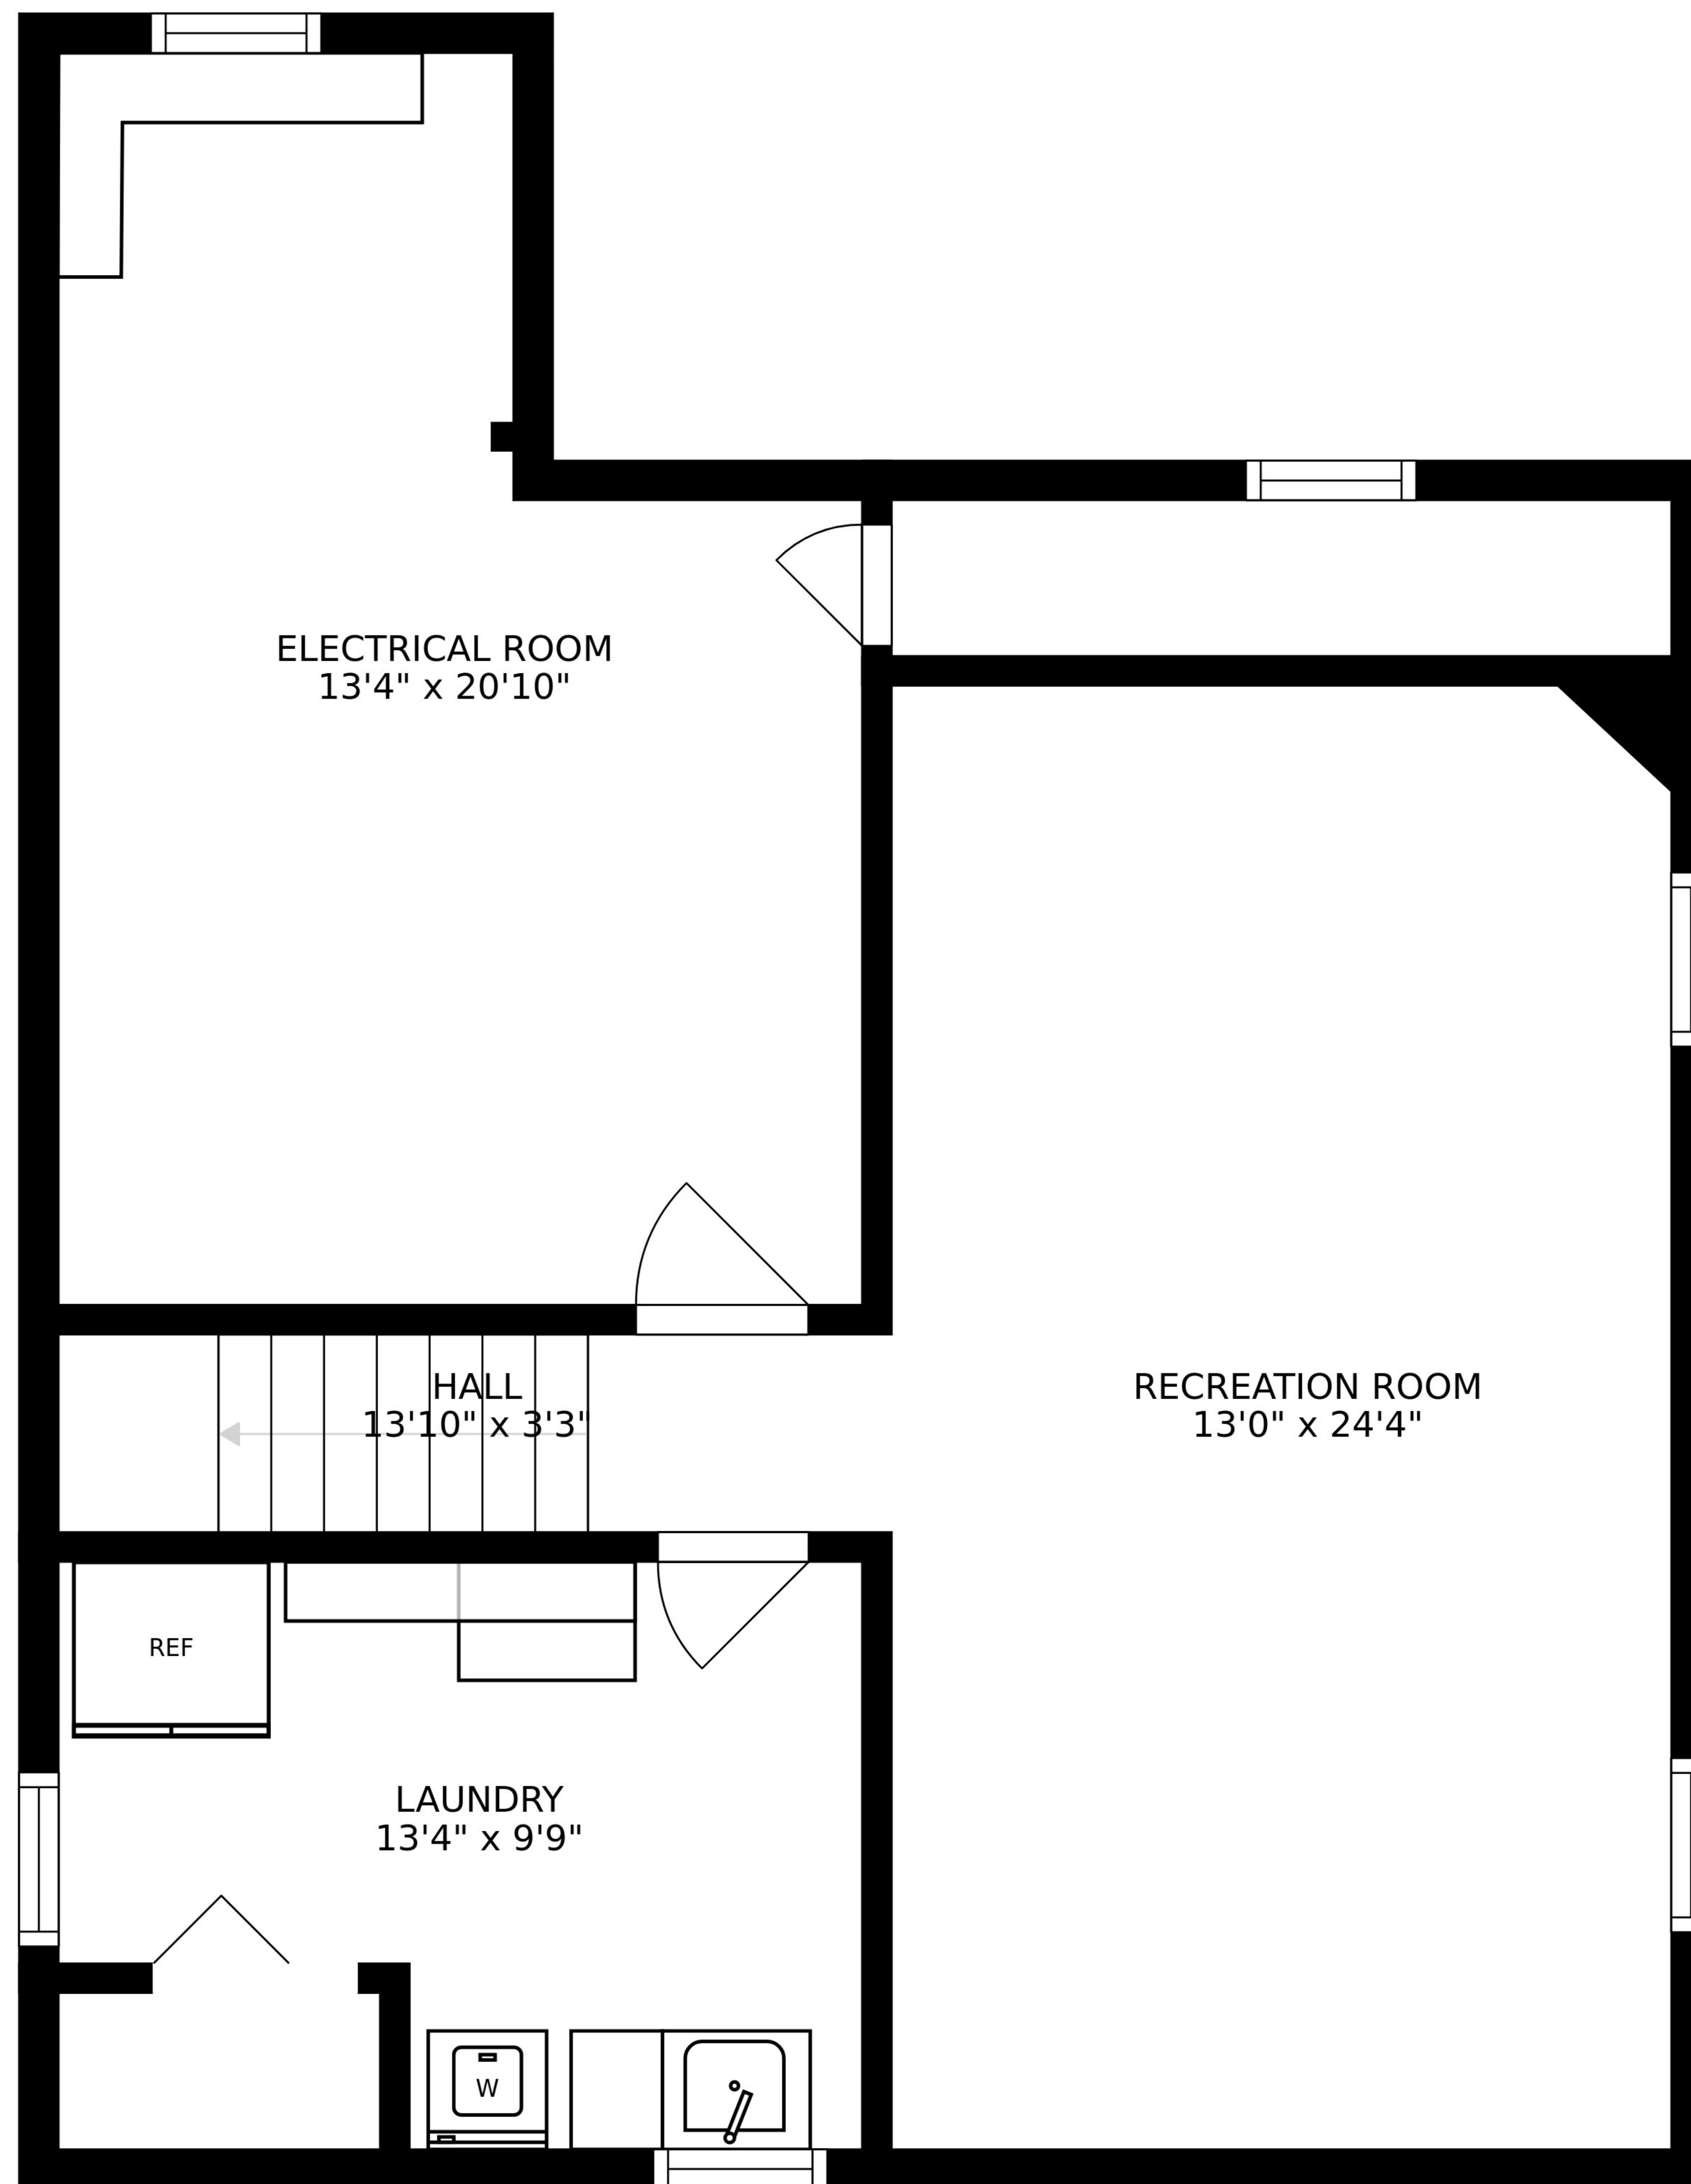 ELECTRICAL ROOM
13'4" x 20'10"
HALL
13'10" x 3'3"
RECREATION ROOM
13'0" x 24'4"
REF
LAUNDRY
13'4" x 9'9"
W